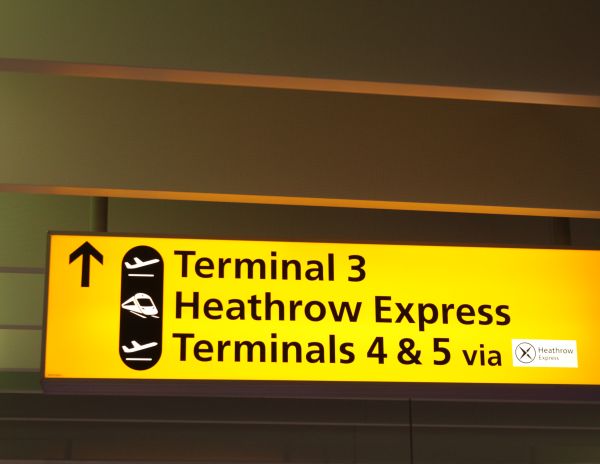 Terminal 3
Heathrow Express
Terminals 4 & 5 via
Heathrow
Express